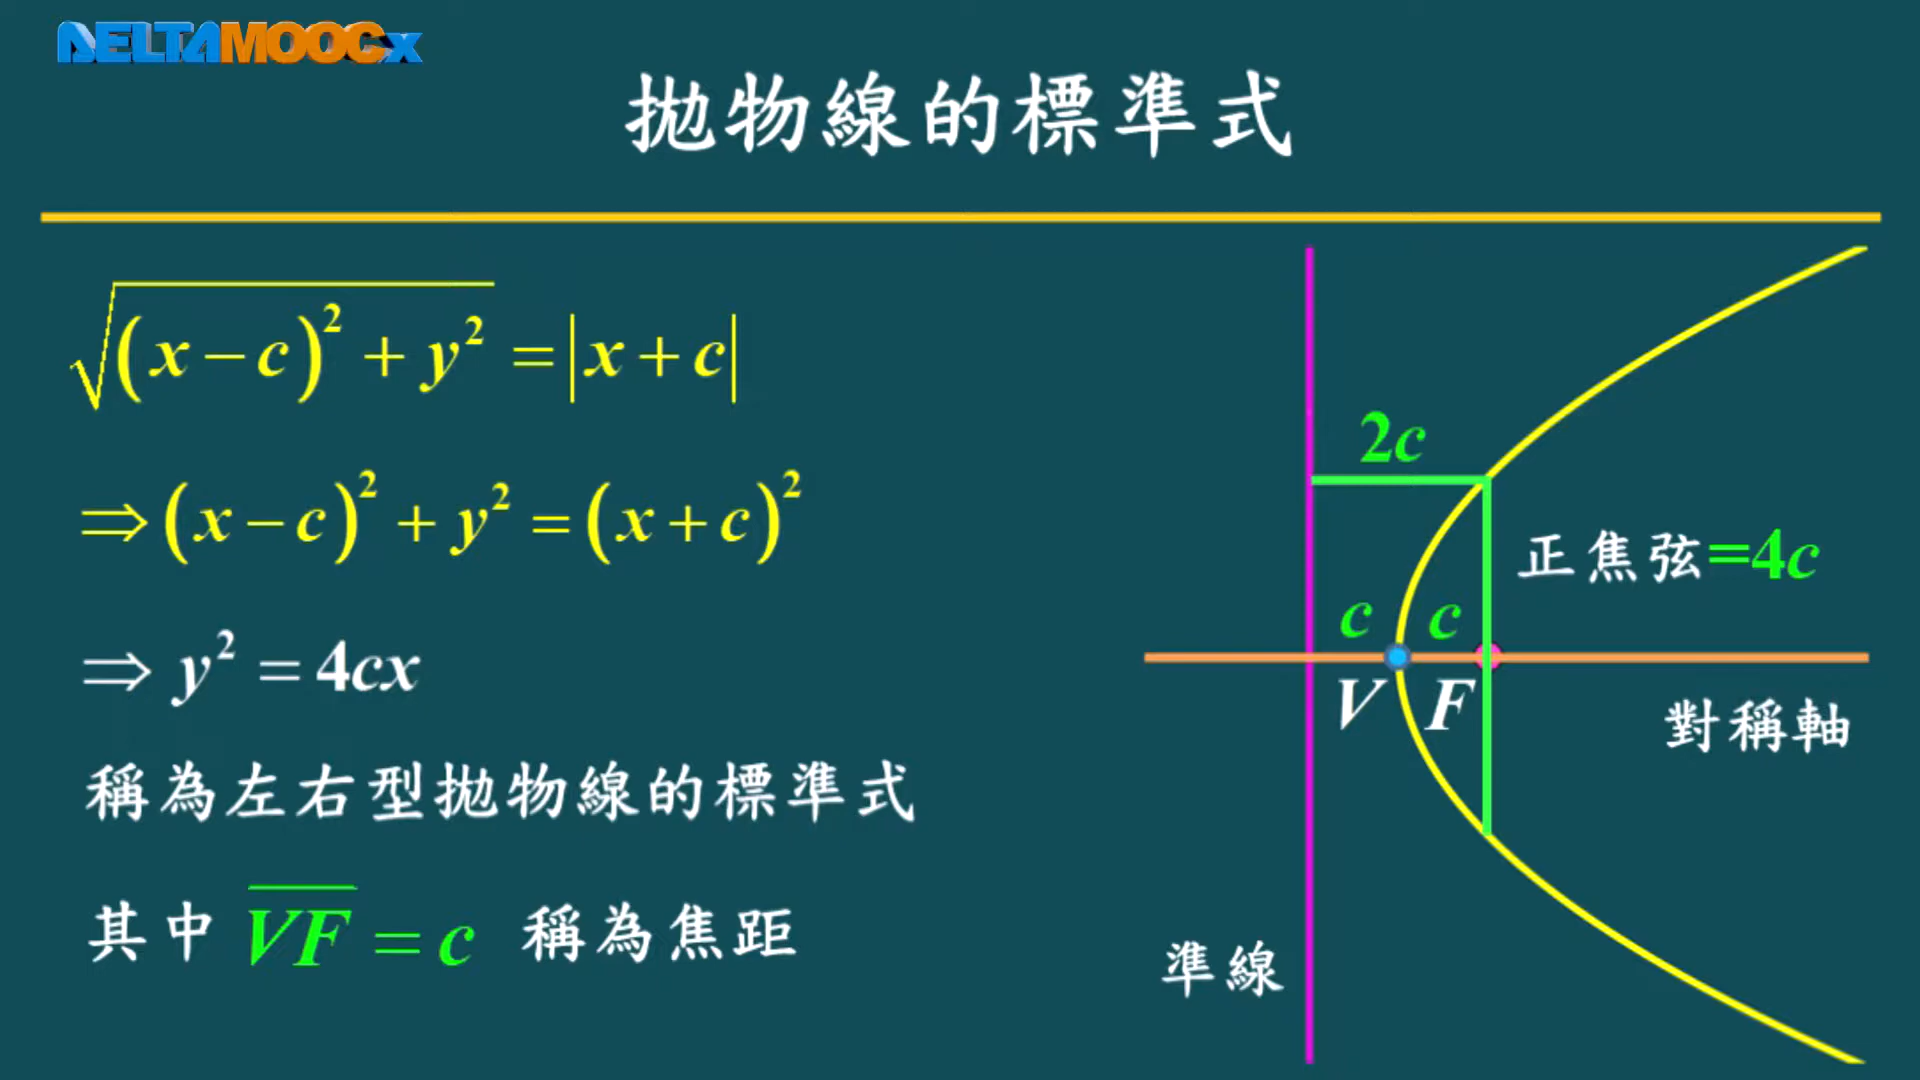 DELTAMOOCx
拋物線的標準式
√((x−c)²+y²) =|x+c|
⇒(x−c)²+y²=(x+c)²
⇒ y²=4cx
稱為左右型拋物線的標準式
其中 V̅F̅=c 稱為焦距
2c
正焦弦=4c
c c
V F
對稱軸
準線